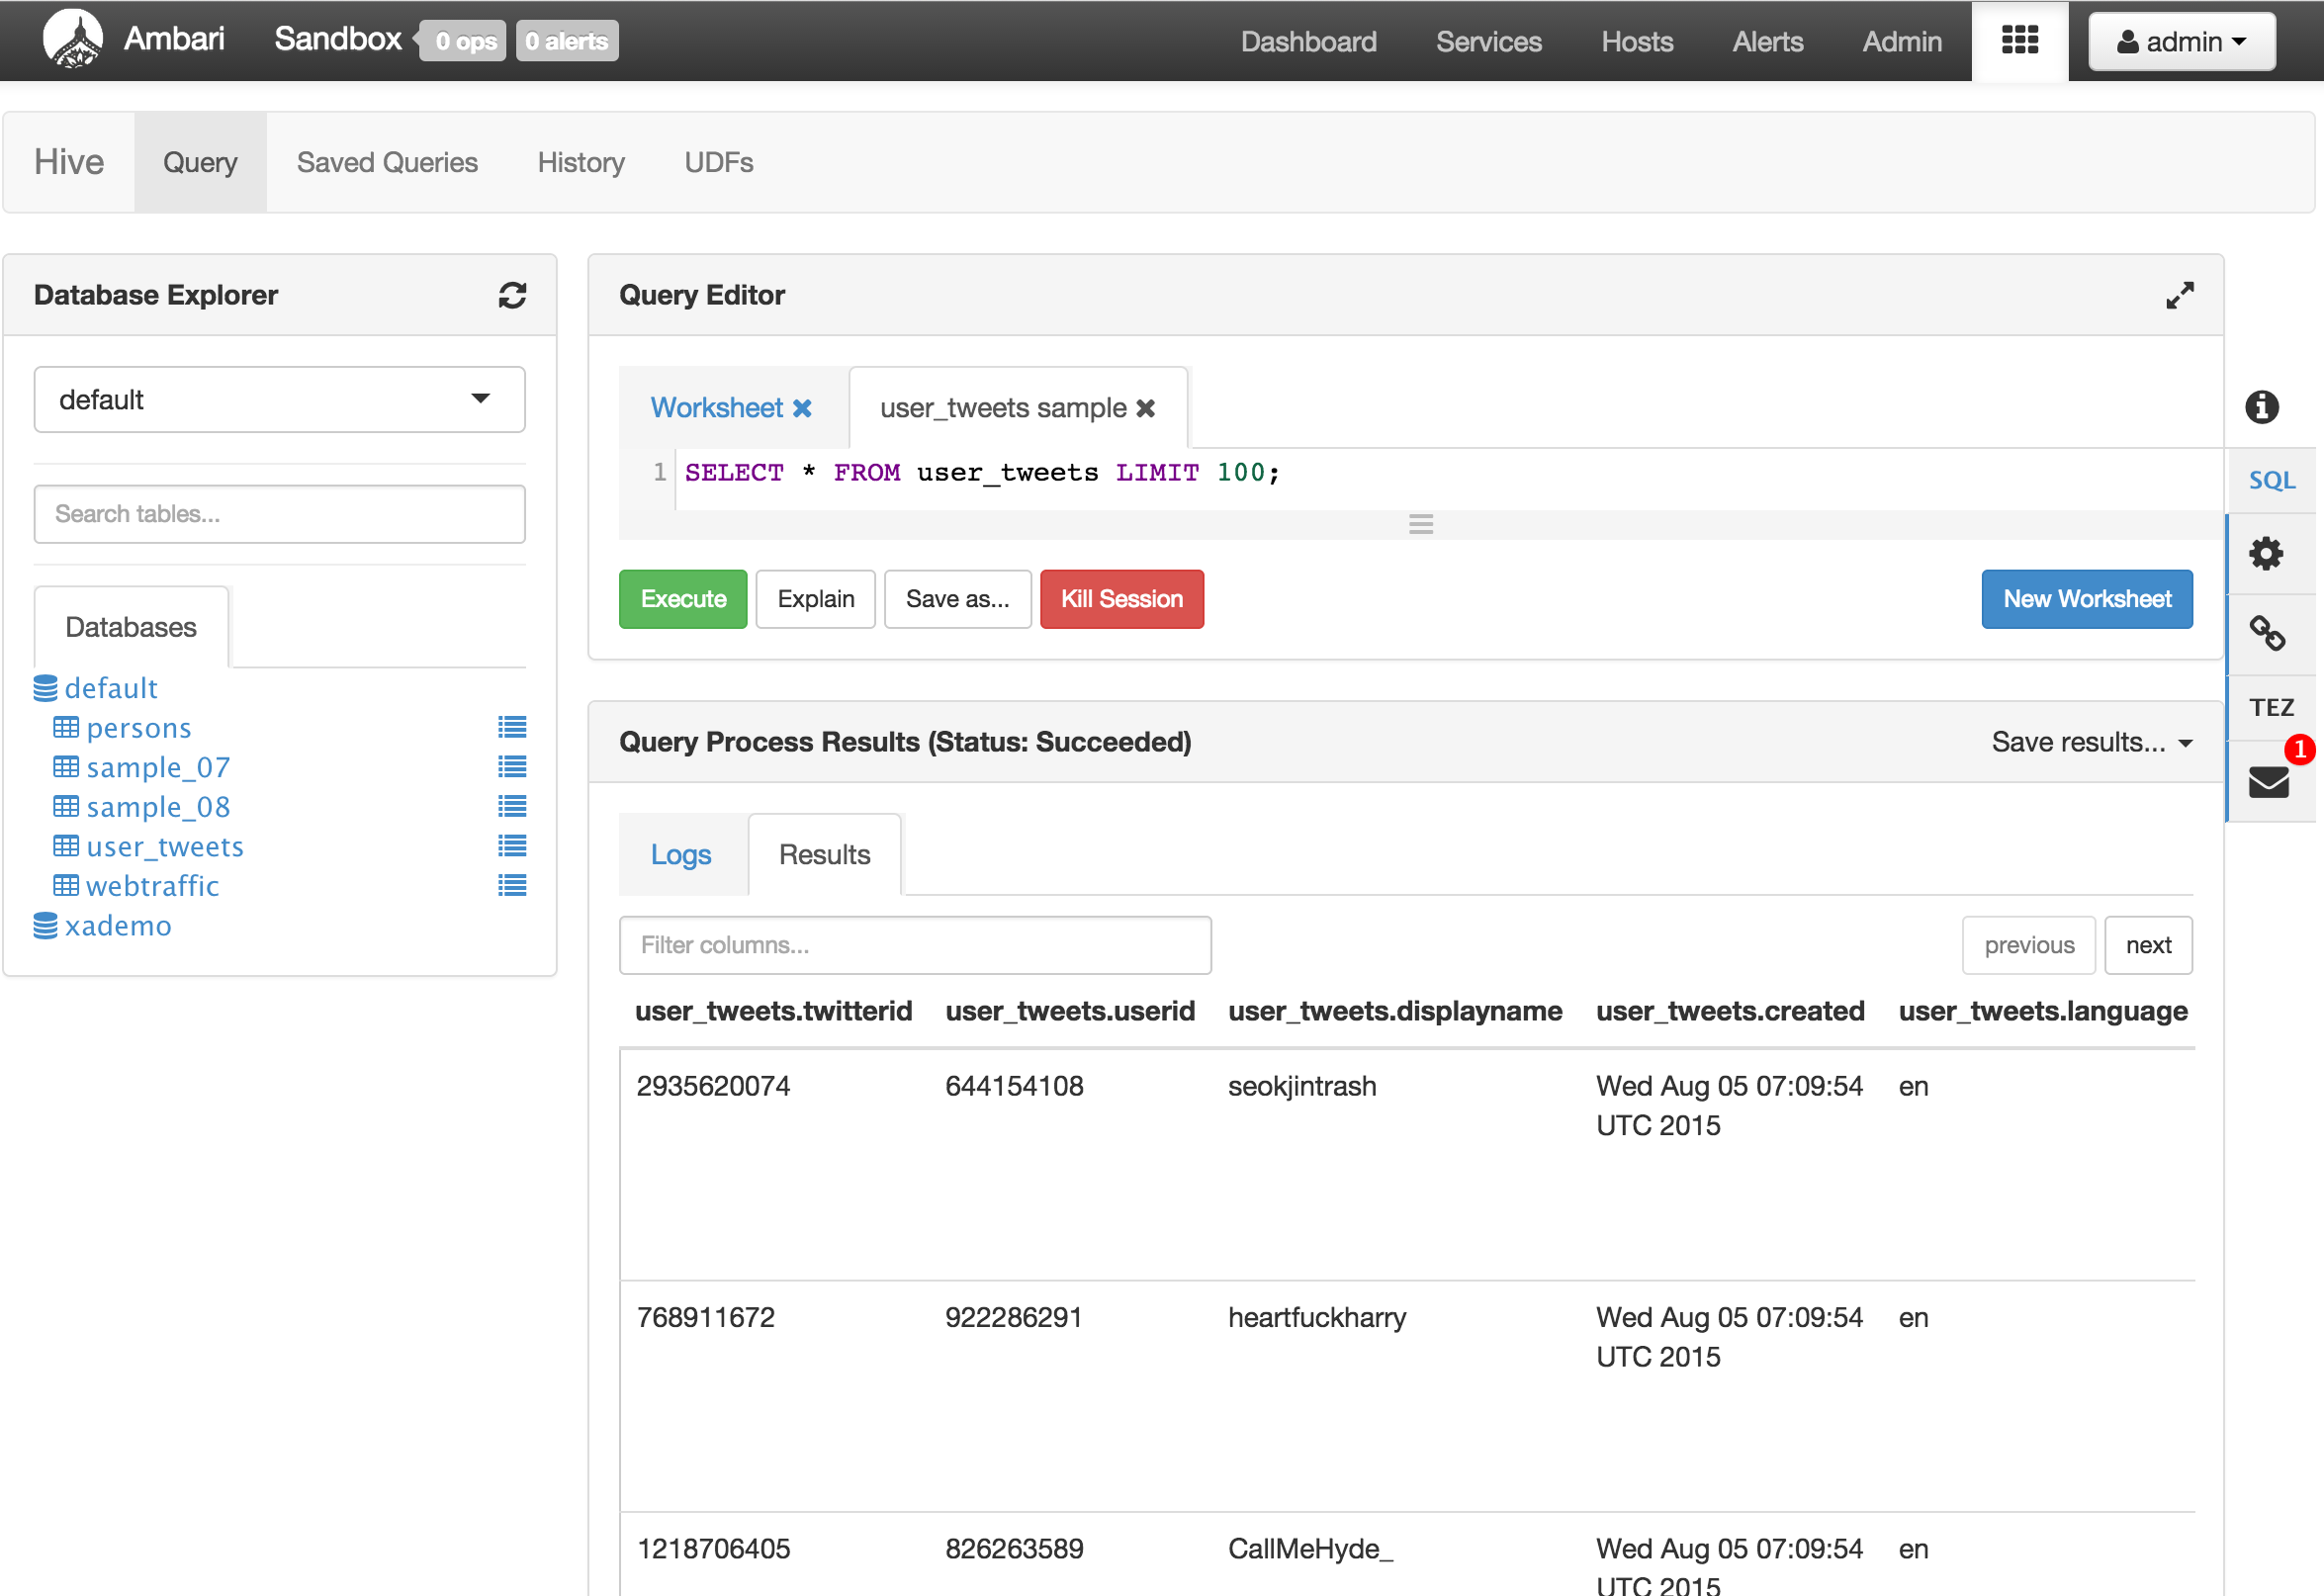 Ambari Sandbox 0 ops 0 alerts Dashboard Services Hosts Alerts Admin admin
Hive Query Saved Queries History UDFs
Database Explorer
default
Search tables...
Databases
default
persons
sample_07
sample_08
user_tweets
webtraffic
xademo
Query Editor
Worksheet user_tweets sample
1 SELECT * FROM user_tweets LIMIT 100;
Execute Explain Save as... Kill Session New Worksheet
SQL
TEZ
1
Query Process Results (Status: Succeeded) Save results...
Logs Results
Filter columns... previous next
user_tweets.twitterid user_tweets.userid user_tweets.displayname user_tweets.created user_tweets.language
2935620074 644154108 seokjintrash Wed Aug 05 07:09:54 en
UTC 2015
768911672 922286291 heartfuckharry Wed Aug 05 07:09:54 en
UTC 2015
1218706405 826263589 CallMeHyde_ Wed Aug 05 07:09:54 en
UTC 2015